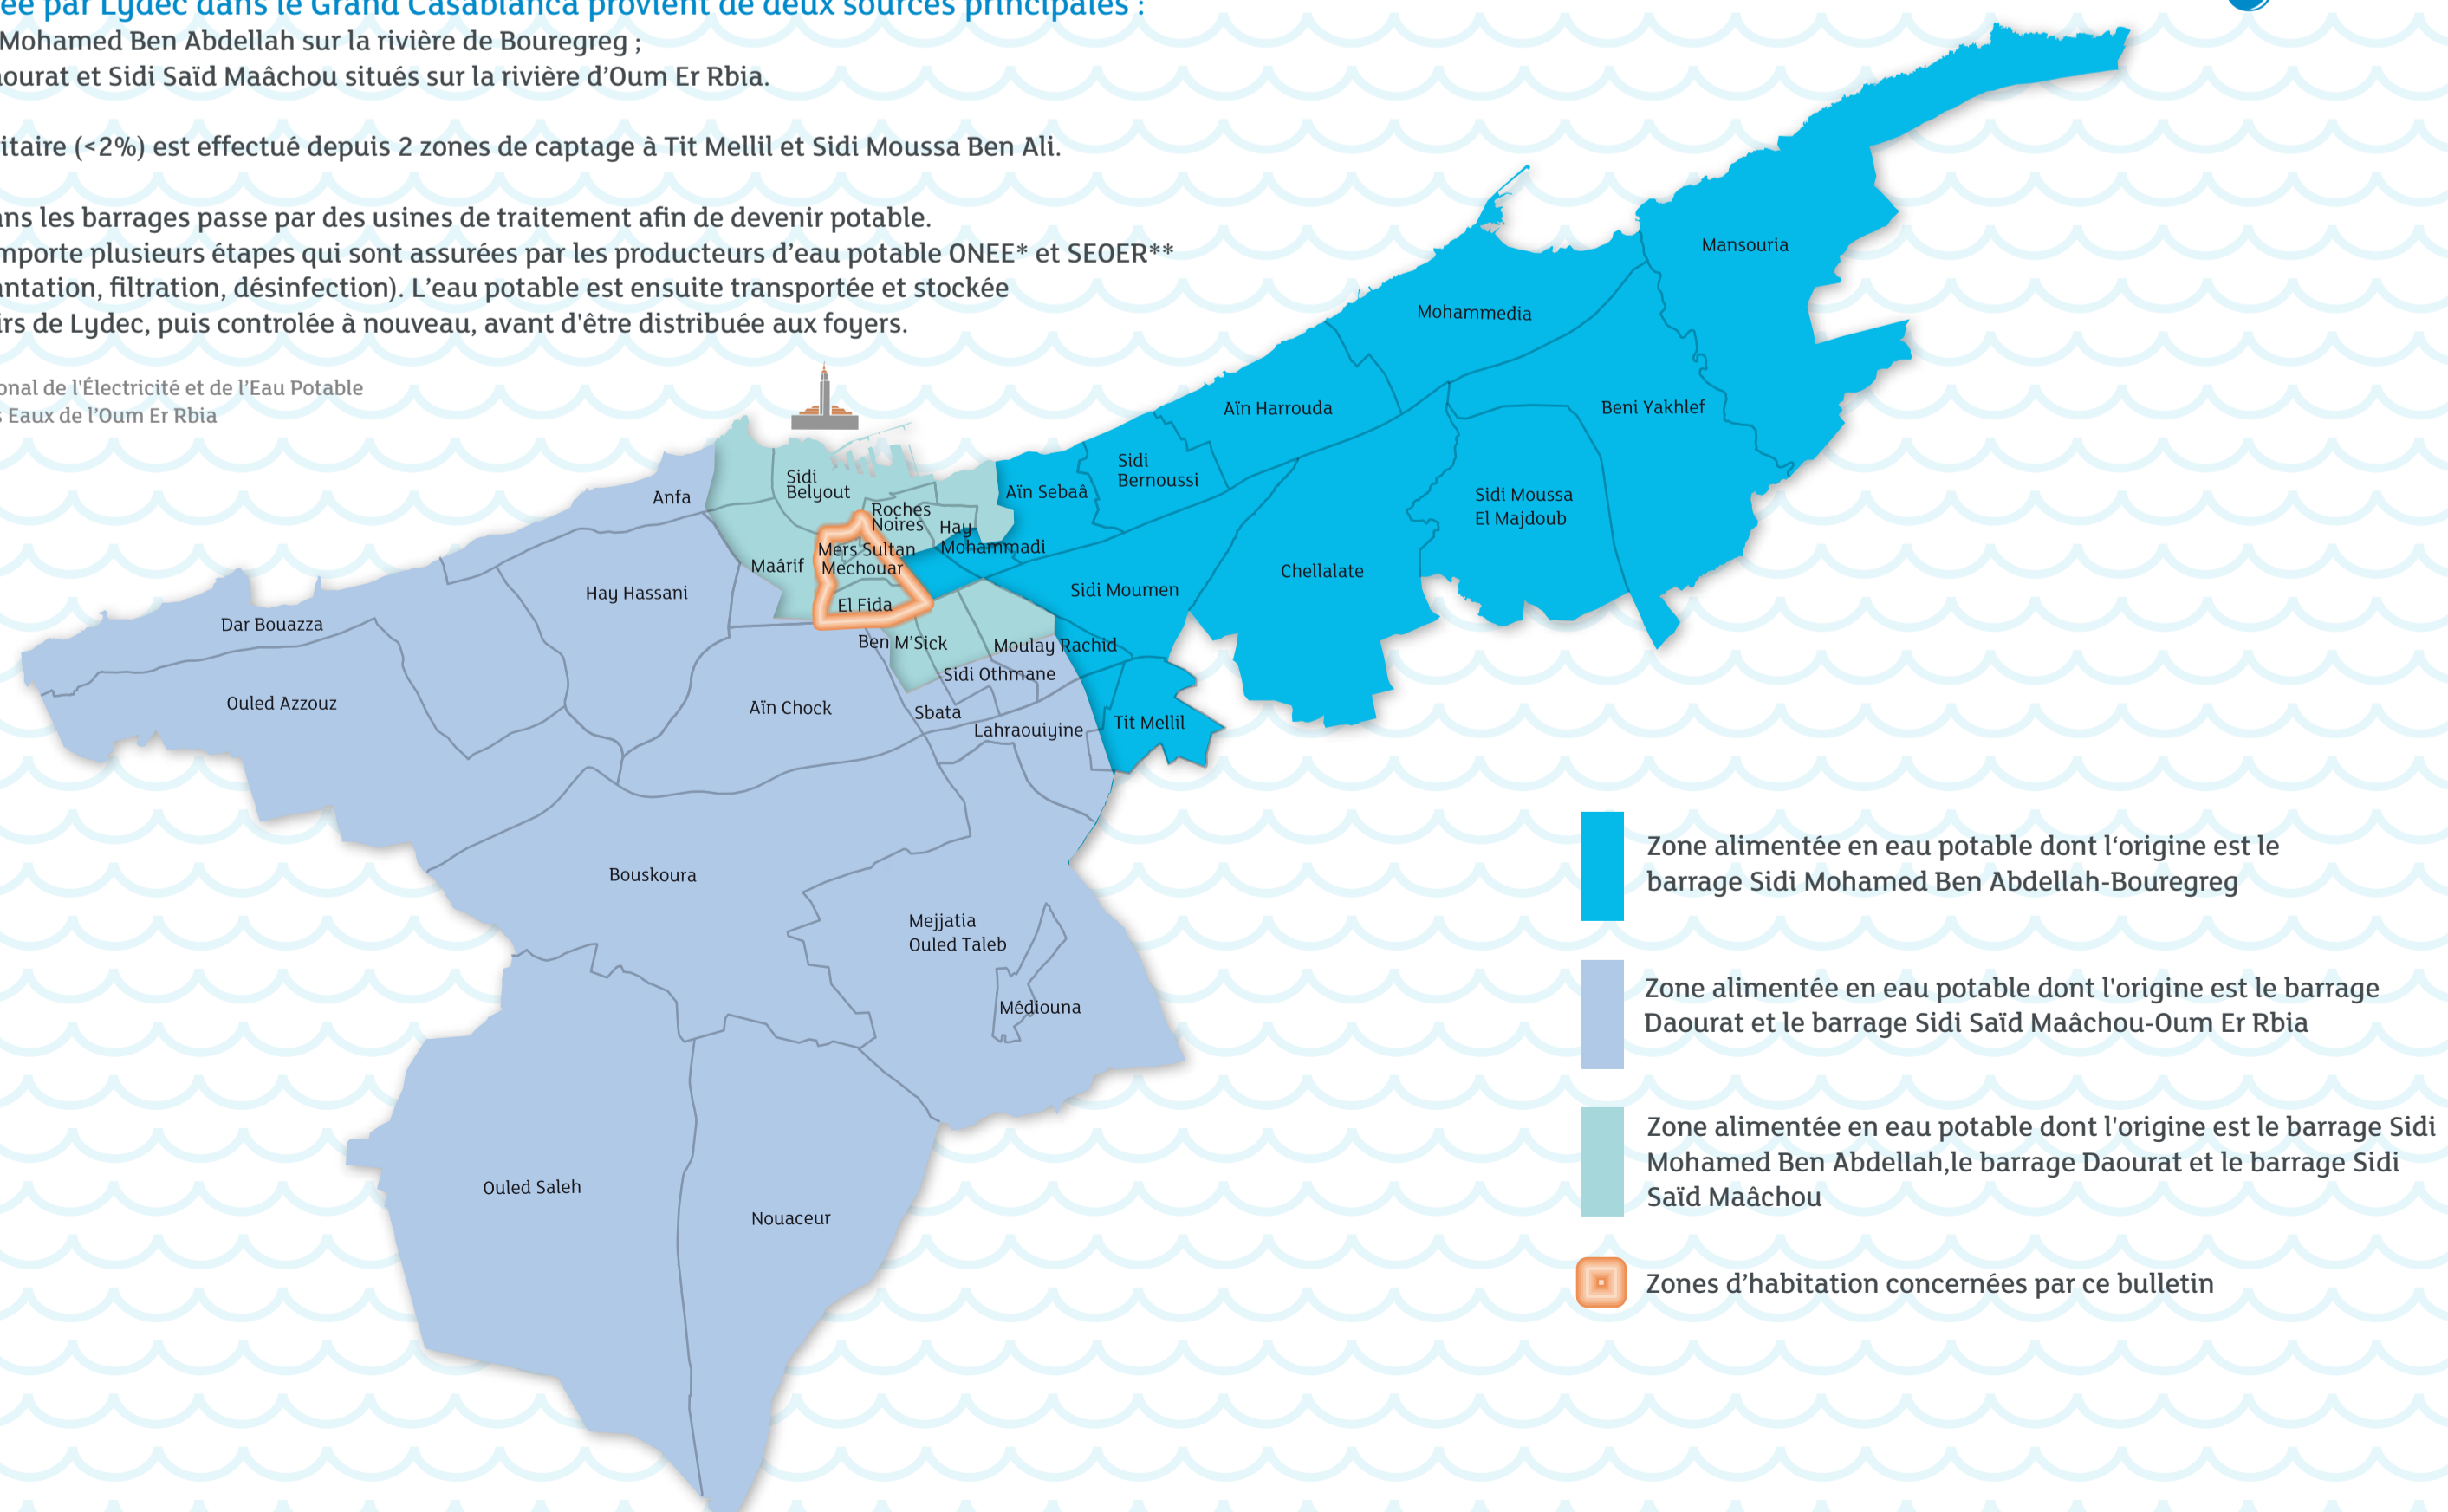 ée par Lydec dans le Grand Casablanca provient de deux sources principales :
Mohamed Ben Abdellah sur la rivière de Bouregreg ;
ourat et Sidi Saïd Maâchou situés sur la rivière d’Oum Er Rbia.
itaire (<2%) est effectué depuis 2 zones de captage à Tit Mellil et Sidi Moussa Ben Ali.
ns les barrages passe par des usines de traitement afin de devenir potable.
mporte plusieurs étapes qui sont assurées par les producteurs d’eau potable ONEE* et SEOER**
ntation, filtration, désinfection). L’eau potable est ensuite transportée et stockée
irs de Lydec, puis controlée à nouveau, avant d'être distribuée aux foyers.
onal de l'Électricité et de l’Eau Potable
s Eaux de l’Oum Er Rbia
Mansouria
Mohammedia
Aïn Harrouda
Beni Yakhlef
Sidi
Bernoussi
Aïn Sebaâ
Sidi Moussa
El Majdoub
Anfa
Sidi
Belyout
Roches
Noires
Hay
Mohammadi
Mers Sultan
Mechouar
Maârif
El Fida
Chellalate
Sidi Moumen
Hay Hassani
Dar Bouazza
Ben M’Sick
Moulay Rachid
Sidi Othmane
Ouled Azzouz
Aïn Chock
Sbata
Lahraouiyine
Tit Mellil
Bouskoura
Mejjatia
Ouled Taleb
Médiouna
Ouled Saleh
Nouaceur
Zone alimentée en eau potable dont l‘origine est le
barrage Sidi Mohamed Ben Abdellah-Bouregreg
Zone alimentée en eau potable dont l'origine est le barrage
Daourat et le barrage Sidi Saïd Maâchou-Oum Er Rbia
Zone alimentée en eau potable dont l'origine est le barrage Sidi
Mohamed Ben Abdellah,le barrage Daourat et le barrage Sidi
Saïd Maâchou
Zones d’habitation concernées par ce bulletin